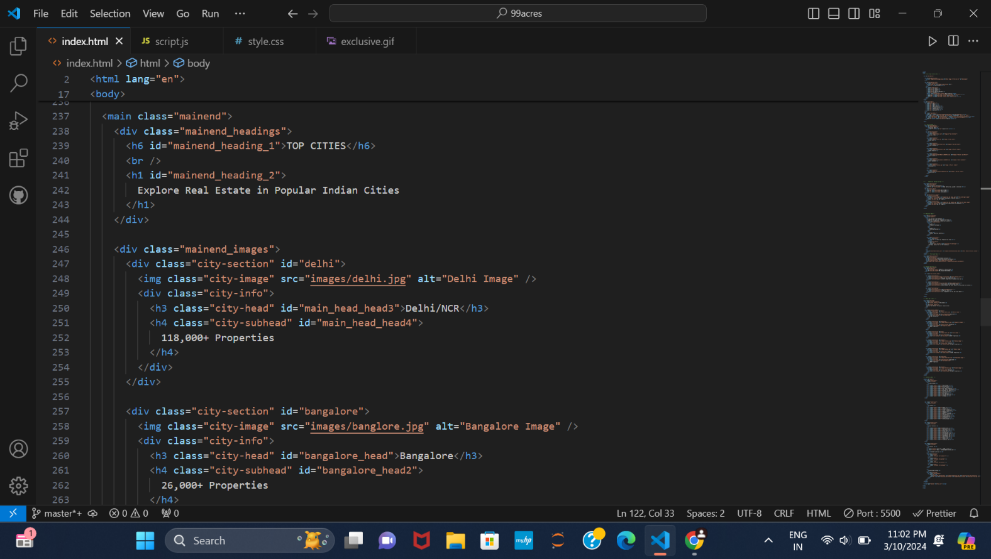 File Edit Selection View Go Run ··· ← → 99acres
<> index.html × JS script.js # style.css exclusive.gif
<> index.html > html > body
2 <html lang="en">
17 <body>
237 <main class="mainend">
238 <div class="mainend_headings">
239 <h6 id="mainend_heading_1">TOP CITIES</h6>
240 <br />
241 <h1 id="mainend_heading_2">
242 Explore Real Estate in Popular Indian Cities
243 </h1>
244 </div>
245
246 <div class="mainend_images">
247 <div class="city-section" id="delhi">
248 <img class="city-image" src="images/delhi.jpg" alt="Delhi Image" />
249 <div class="city-info">
250 <h3 class="city-head" id="main_head_head3">Delhi/NCR</h3>
251 <h4 class="city-subhead" id="main_head_head4">
252 118,000+ Properties
253 </h4>
254 </div>
255 </div>
256
257 <div class="city-section" id="bangalore">
258 <img class="city-image" src="images/banglore.jpg" alt="Bangalore Image" />
259 <div class="city-info">
260 <h3 class="city-head" id="bangalore_head">Bangalore</h3>
261 <h4 class="city-subhead" id="bangalore_head2">
262 26,000+ Properties
263 </h4>
master*+ 0 0 0 Ln 122, Col 33 Spaces: 2 UTF-8 CRLF HTML Port : 5500 Prettier
1 Search ENG 11:02 PM
IN 3/10/2024